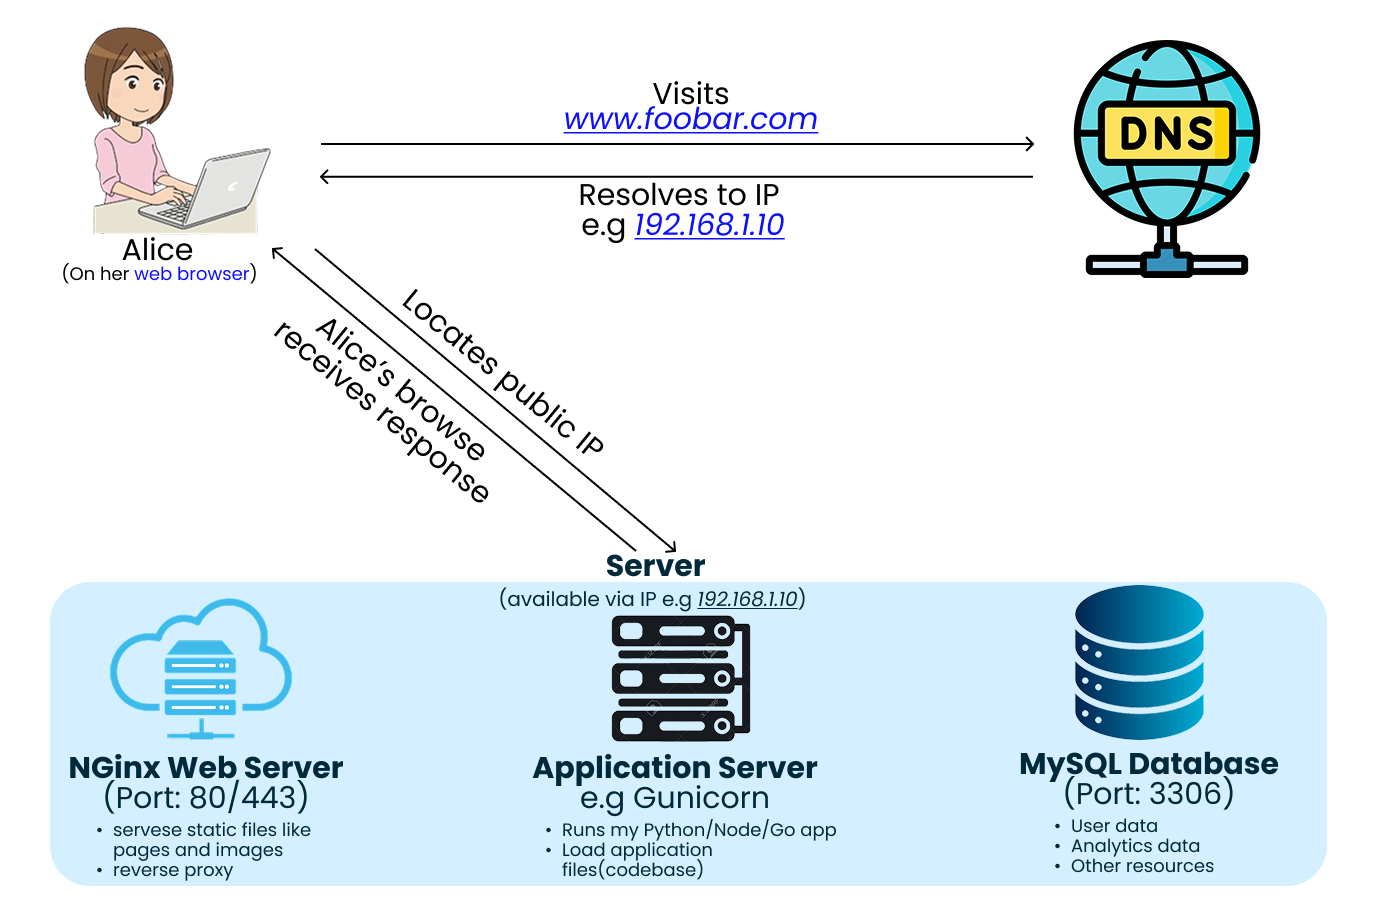 Visits
www.foobar.com
DNS
Resolves to IP
e.g 192.168.1.10
Alice
(On her web browser)
Locates public IP
Alice's browse
receives response
Server
(available via IP e.g 192.168.1.10)
NGinx Web Server
(Port: 80/443)
• servese static files like
pages and images
• reverse proxy
Application Server
e.g Gunicorn
• Runs my Python/Node/Go app
• Load application
files(codebase)
MySQL Database
(Port: 3306)
• User data
• Analytics data
• Other resources